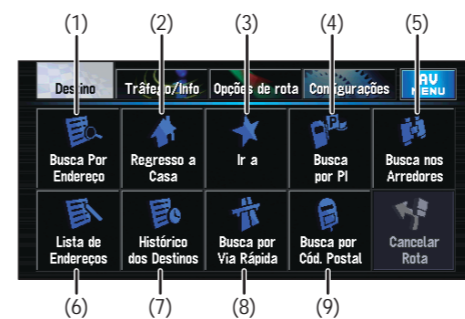 (1) (2) (3) (4) (5)
Destino Tráfego/Info Opções de rota Configurações NAV MENU
Busca Por Endereço
Regresso a Casa
Ir a
Busca por PI
Busca nos Arredores
Lista de Endereços
Histórico dos Destinos
Busca por Via Rápida
Busca por Cód. Postal
Cancelar Rota
(6) (7) (8) (9)